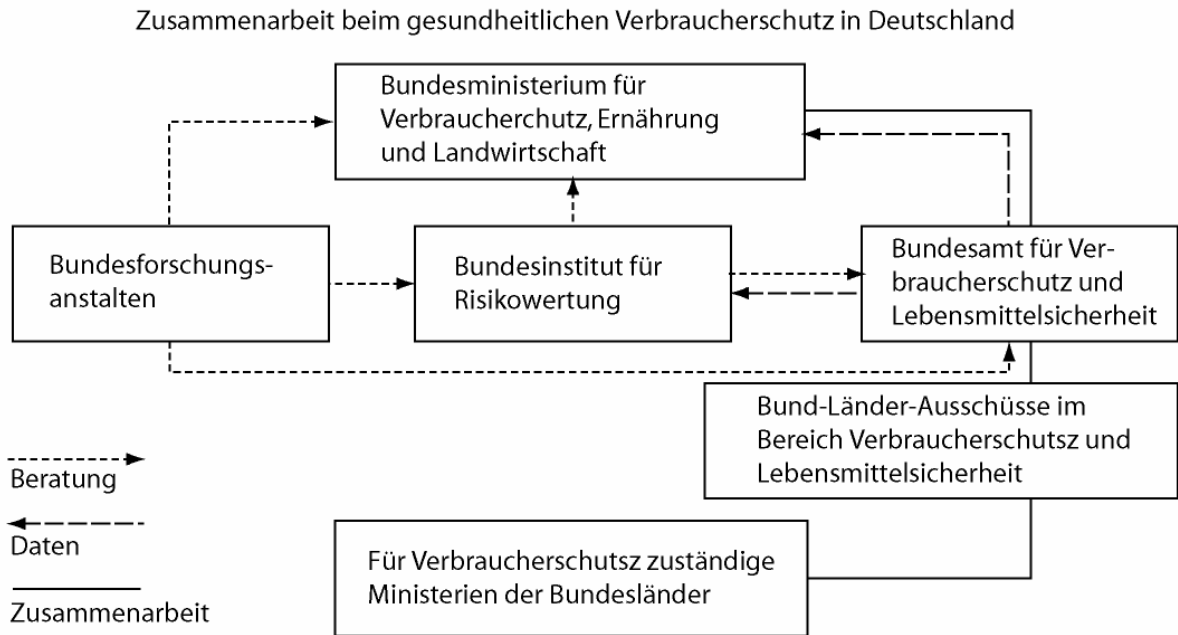 Zusammenarbeit beim gesundheitlichen Verbraucherschutz in Deutschland
Bundesministerium für
Verbraucherchutz, Ernährung
und Landwirtschaft
Bundesforschungs-
anstalten
Bundesinstitut für
Risikowertung
Bundesamt für Ver-
braucherschutz und
Lebensmittelsicherheit
Bund-Länder-Ausschüsse im
Bereich Verbraucherschutsz und
Lebensmittelsicherheit
Beratung
Daten
Zusammenarbeit
Für Verbraucherschutsz zuständige
Ministerien der Bundesländer